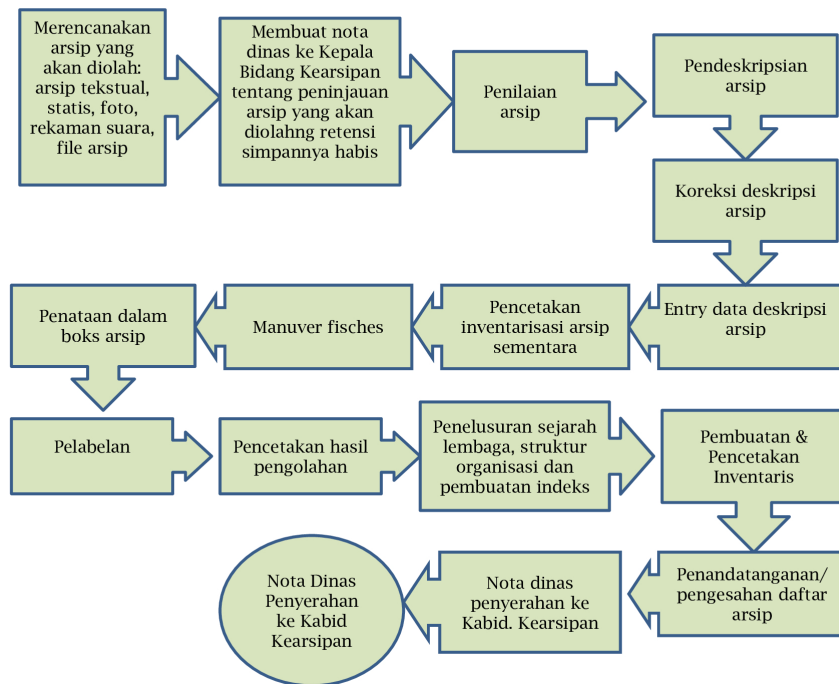 Merencanakan
arsip yang
akan diolah:
arsip tekstual,
statis, foto,
rekaman suara,
file arsip
Membuat nota
dinas ke Kepala
Bidang Kearsipan
tentang peninjauan
arsip yang akan
diolahng retensi
simpannya habis
Penilaian
arsip
Pendeskripsian
arsip
Koreksi deskripsi
arsip
Entry data deskripsi
arsip
Pencetakan
inventarisasi arsip
sementara
Manuver fisches
Penataan dalam
boks arsip
Pelabelan
Pencetakan hasil
pengolahan
Penelusuran sejarah
lembaga, struktur
organisasi dan
pembuatan indeks
Pembuatan &
Pencetakan
Inventaris
Penandatanganan/
pengesahan daftar
arsip
Nota dinas
penyerahan ke
Kabid. Kearsipan
Nota Dinas
Penyerahan
ke Kabid
Kearsipan